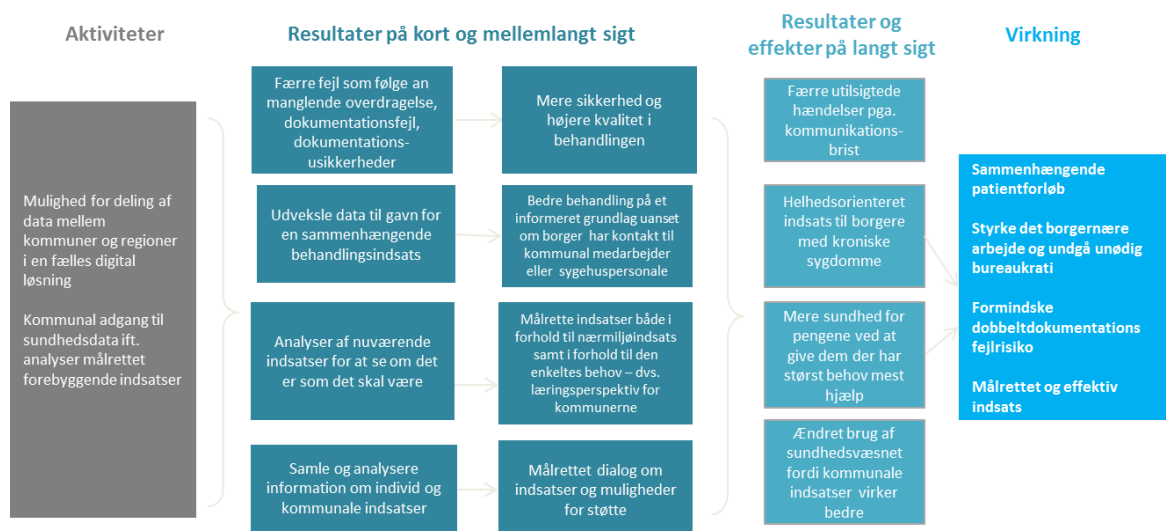 Aktiviteter
Resultater på kort og mellemlangt sigt
Resultater og
effekter på langt sigt
Virkning
Mulighed for deling af
data mellem
kommuner og regioner
i en fælles digital
løsning
Kommunal adgang til
sundhedsdata ift.
analyser målrettet
forebyggende indsatser
Færre fejl som følge an
manglende overdragelse,
dokumentationsfejl,
dokumentations-
usikkerheder
Mere sikkerhed og
højere kvalitet i
behandlingen
Udveksle data til gavn for
en sammenhængende
behandlingsindsats
Bedre behandling på et
informeret grundlag uanset
om borger har kontakt til
kommunal medarbejder
eller sygehuspersonale
Analyser af nuværende
indsatser for at se om det
er som det skal være
Målrette indsatser både i
forhold til nærmiljøindsats
samt i forhold til den
enkeltes behov – dvs.
læringsperspektiv for
kommunerne
Samle og analysere
information om individ og
kommunale indsatser
Målrettet dialog om
indsatser og muligheder
for støtte
Færre utilsigtede
hændelser pga.
kommunikations-
brist
Helhedsorienteret
indsats til borgere
med kroniske
sygdomme
Mere sundhed for
pengene ved at
give dem der har
størst behov mest
hjælp
Ændret brug af
sundhedsvæsnet
fordi kommunale
indsatser virker
bedre
Sammenhængende
patientforløb
Styrke det borgernære
arbejde og undgå unødig
bureaukrati
Formindske
dobbeltdokumentations
fejlrisiko
Målrettet og effektiv
indsats